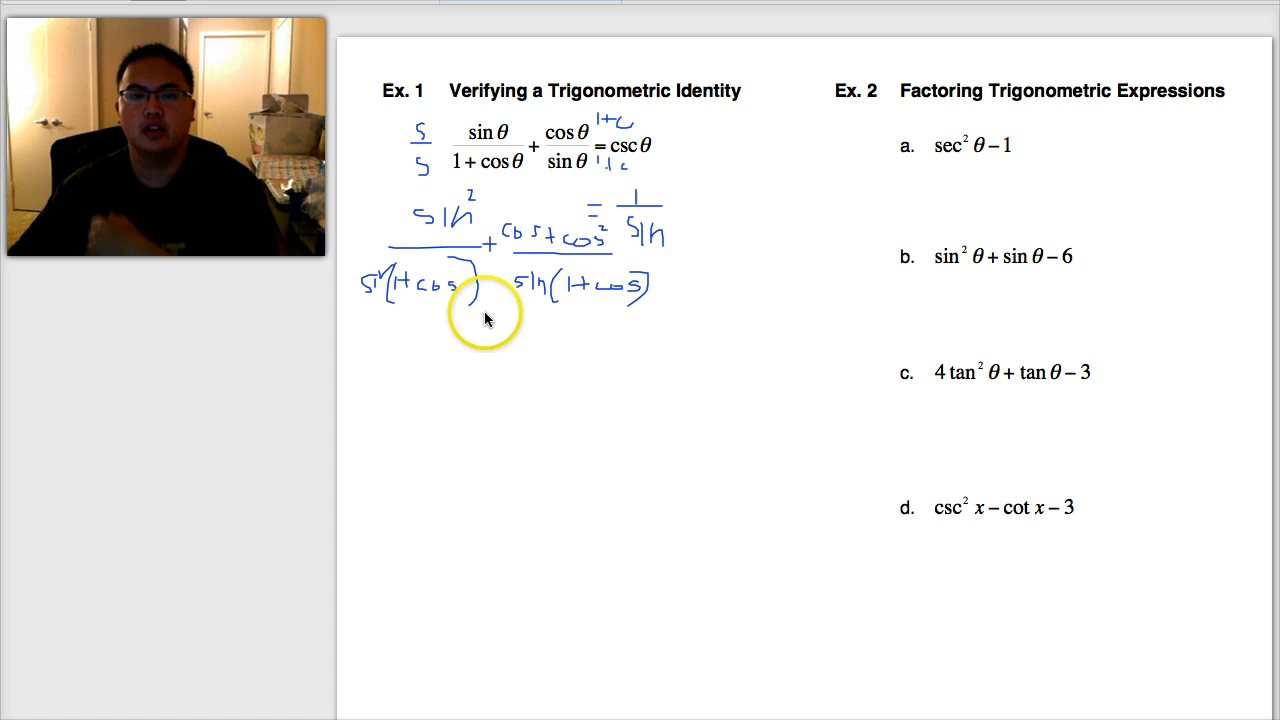 Ex. 1 Verifying a Trigonometric Identity
1+c
s/s sin θ/(1 + cos θ) + cos θ/sin θ = csc θ
1+c
sin²/(sin(1+cos)) + (cos+cos²)/(sin(1+cos)) = 1/sin
Ex. 2 Factoring Trigonometric Expressions
a. sec² θ – 1
b. sin² θ + sin θ – 6
c. 4 tan² θ + tan θ – 3
d. csc² x – cot x – 3